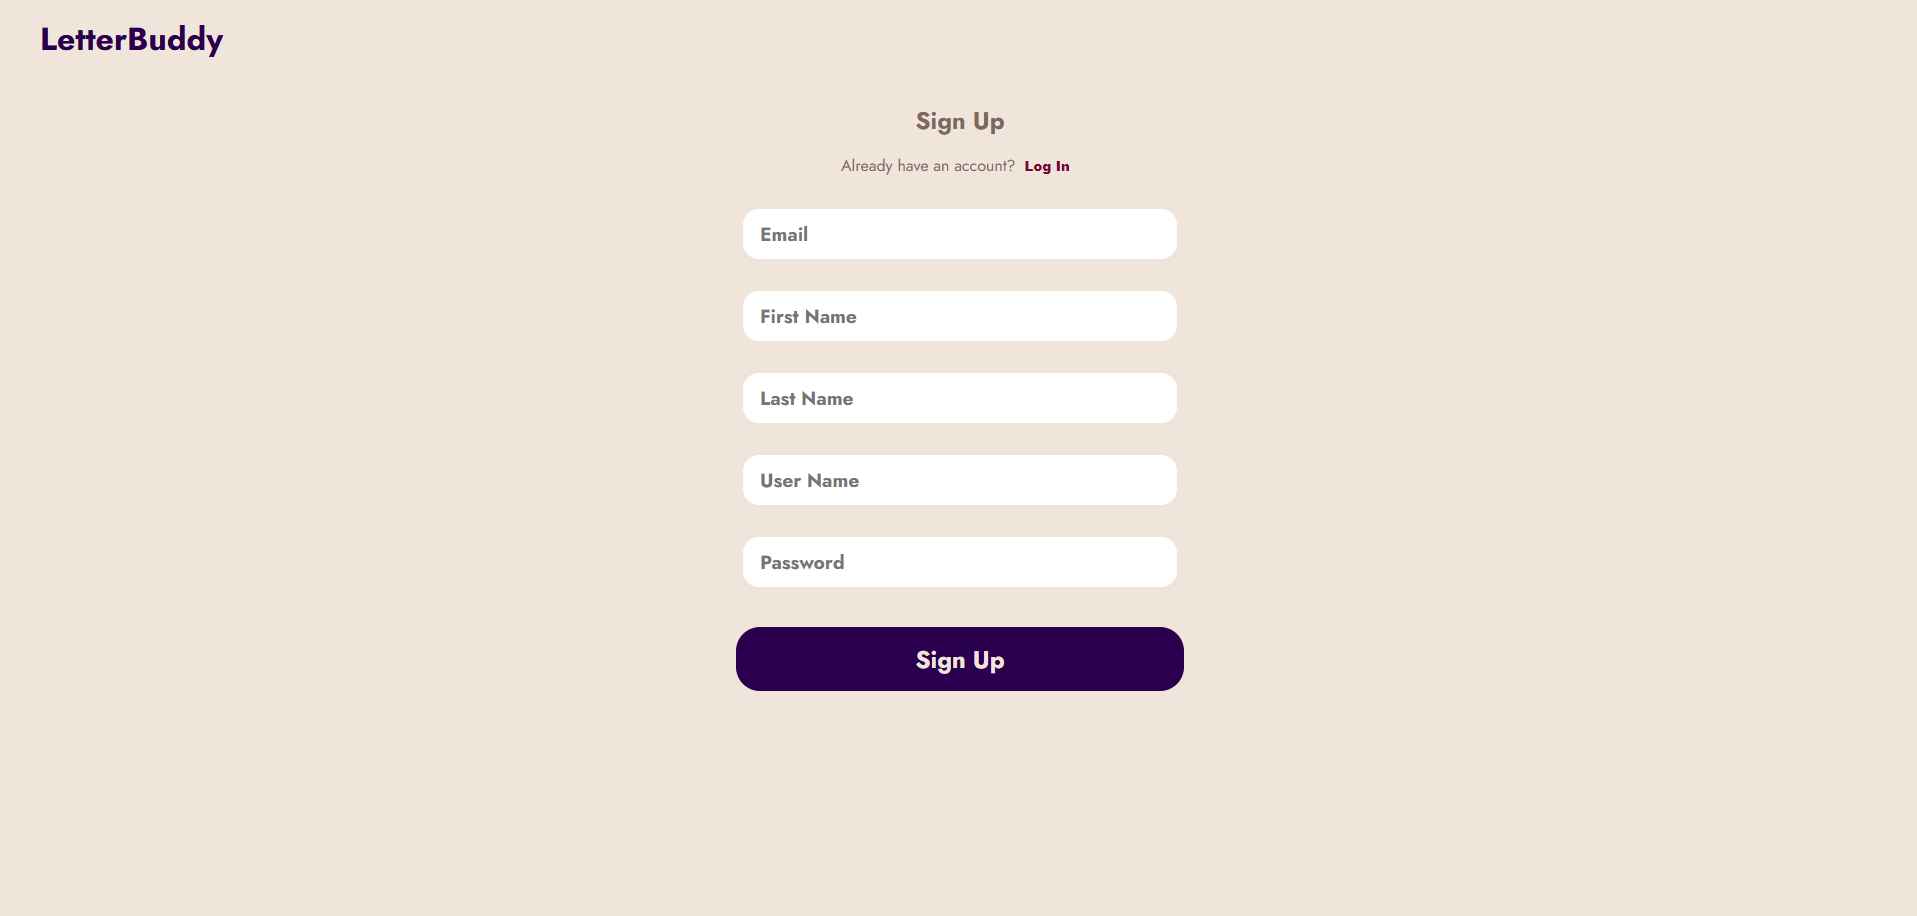 LetterBuddy
Sign Up
Already have an account? Log In
Email
First Name
Last Name
User Name
Password
Sign Up